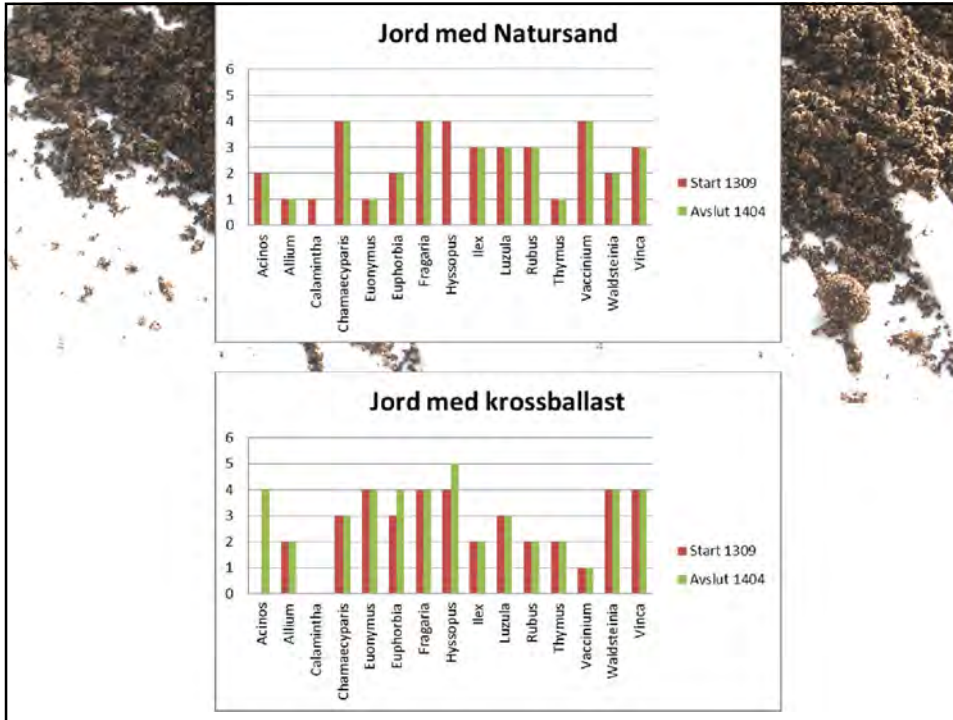 Jord med Natursand
6
5
4
3
2
1
0
Acinos
Allium
Calamintha
Chamaecyparis
Euonymus
Euphorbia
Fragaria
Hyssopus
Ilex
Luzula
Rubus
Thymus
Vaccinium
Waldsteinia
Vinca
Start 1309
Avslut 1404
Jord med krossballast
6
5
4
3
2
1
0
Acinos
Allium
Calamintha
Chamaecyparis
Euonymus
Euphorbia
Fragaria
Hyssopus
Ilex
Luzula
Rubus
Thymus
Vaccinium
Waldsteinia
Vinca
Start 1309
Avslut 1404